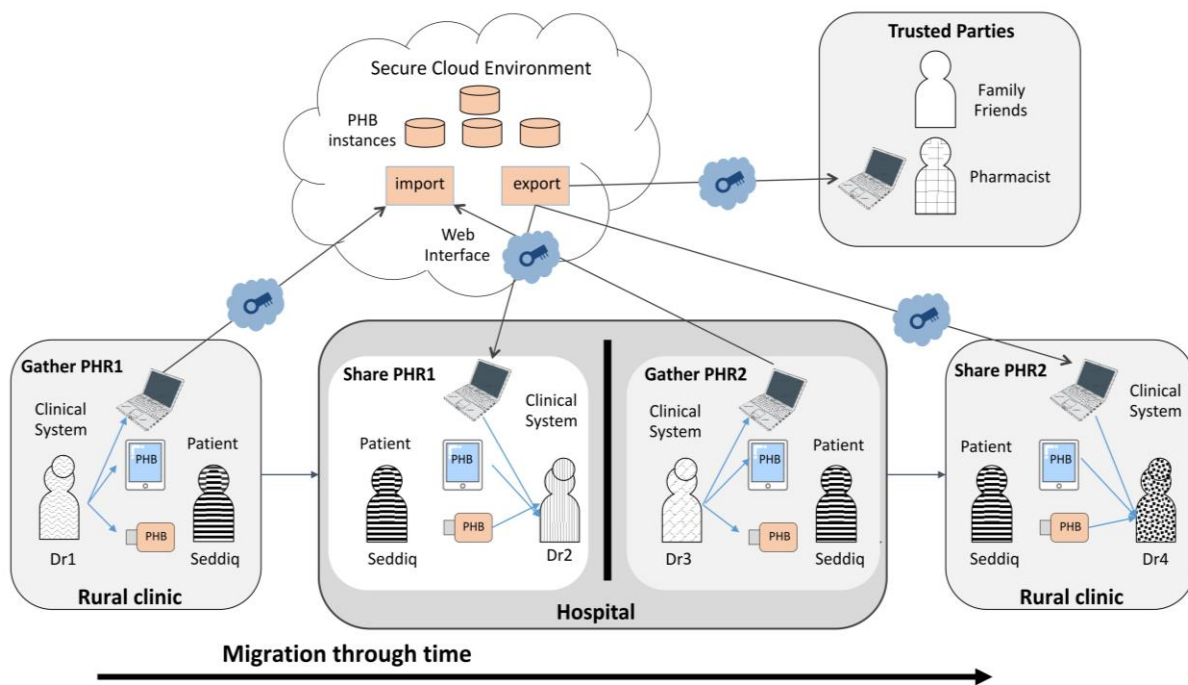 Secure Cloud Environment
PHB
instances
import
export
Web
Interface
Trusted Parties
Family
Friends
Pharmacist
Gather PHR1
Clinical
System
Patient
PHB
PHB
Dr1
Seddiq
Rural clinic
Share PHR1
Clinical
System
Patient
PHB
PHB
Seddiq
Dr2
Gather PHR2
Clinical
System
Patient
PHB
PHB
Dr3
Seddiq
Hospital
Share PHR2
Clinical
System
Patient
PHB
PHB
Seddiq
Dr4
Rural clinic
Migration through time